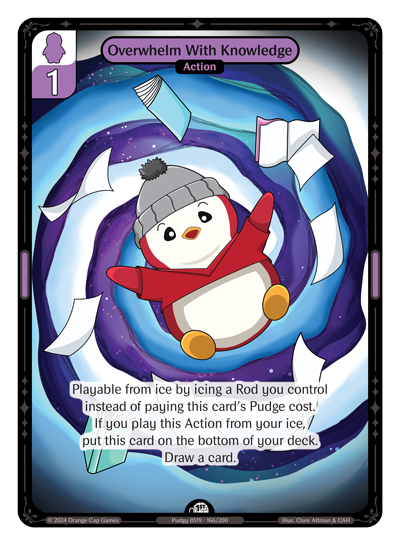 Overwhelm With Knowledge
Action
1
Playable from ice by icing a Rod you control
instead of paying this card's Pudge cost.
If you play this Action from your ice,
put this card on the bottom of your deck.
Draw a card.
© 2024 Orange Cap Games
Pudgy 8519 • 166/200
Illus. Clare Altman & CAH